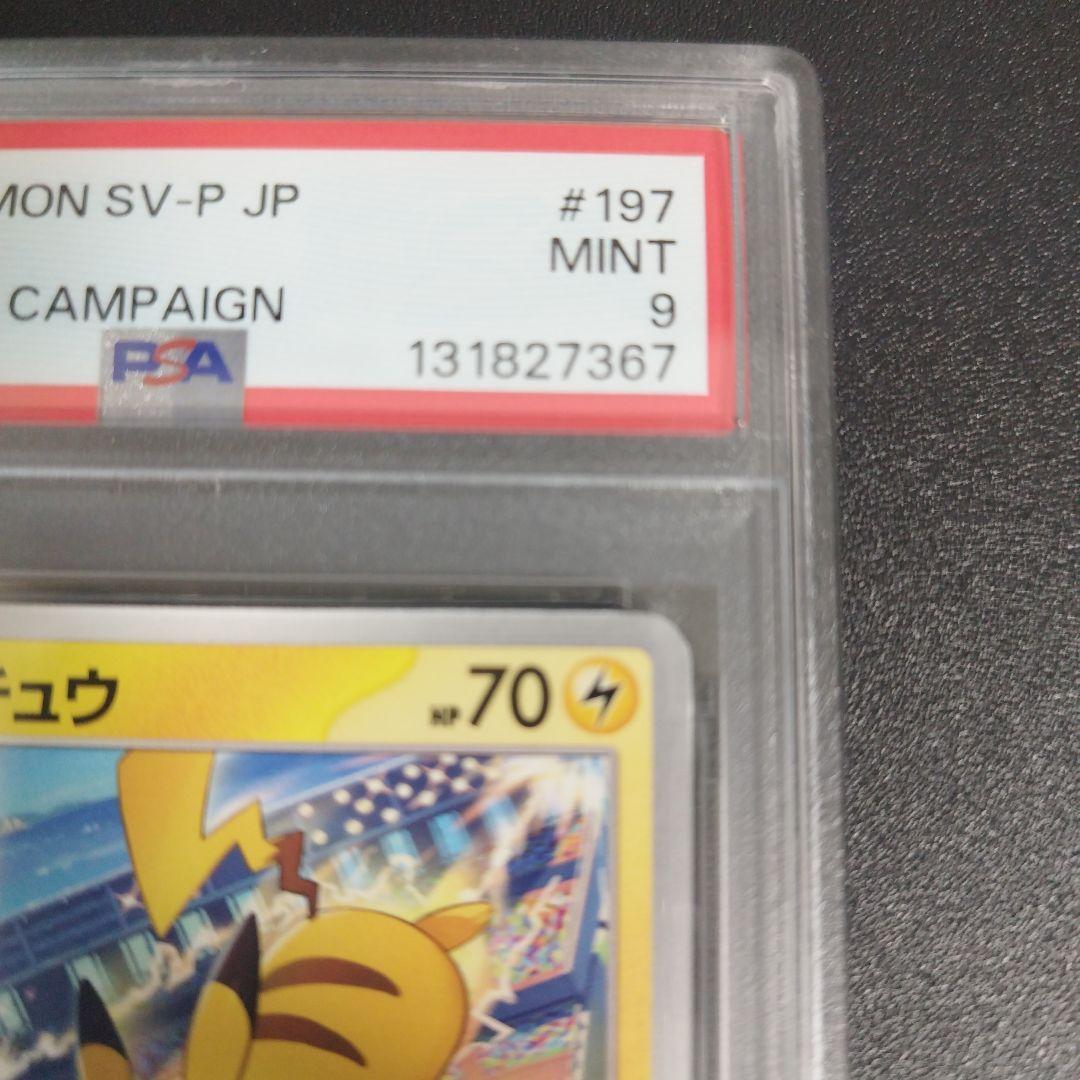 MON SV-P JP #197
MINT
CAMPAIGN 9
PSA 131827367
チュウ HP 70